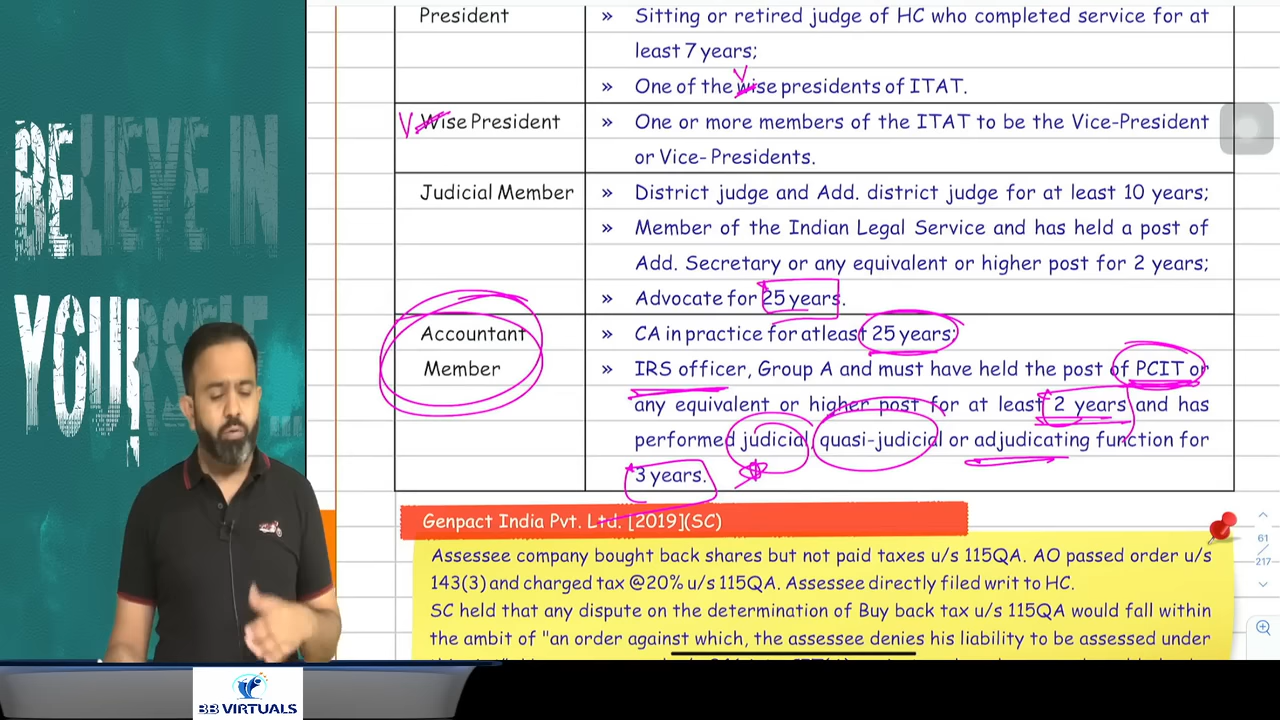 BELIEVE IN
YOURSELF...
President
» Sitting or retired judge of HC who completed service for at
least 7 years;
» One of the wise presidents of ITAT.
V
V Wise President
» One or more members of the ITAT to be the Vice-President
or Vice- Presidents.
Judicial Member
» District judge and Add. district judge for at least 10 years;
» Member of the Indian Legal Service and has held a post of
Add. Secretary or any equivalent or higher post for 2 years;
» Advocate for 25 years.
Accountant
Member
» CA in practice for atleast 25 years
» IRS officer, Group A and must have held the post of PCIT or
any equivalent or higher post for at least 2 years and has
performed judicial, quasi-judicial or adjudicating function for
3 years.
Genpact India Pvt. Ltd. [2019](SC)
Assessee company bought back shares but not paid taxes u/s 115QA. AO passed order u/s
143(3) and charged tax @20% u/s 115QA. Assessee directly filed writ to HC.
SC held that any dispute on the determination of Buy back tax u/s 115QA would fall within
the ambit of "an order against which, the assessee denies his liability to be assessed under
61
217
BB VIRTUALS